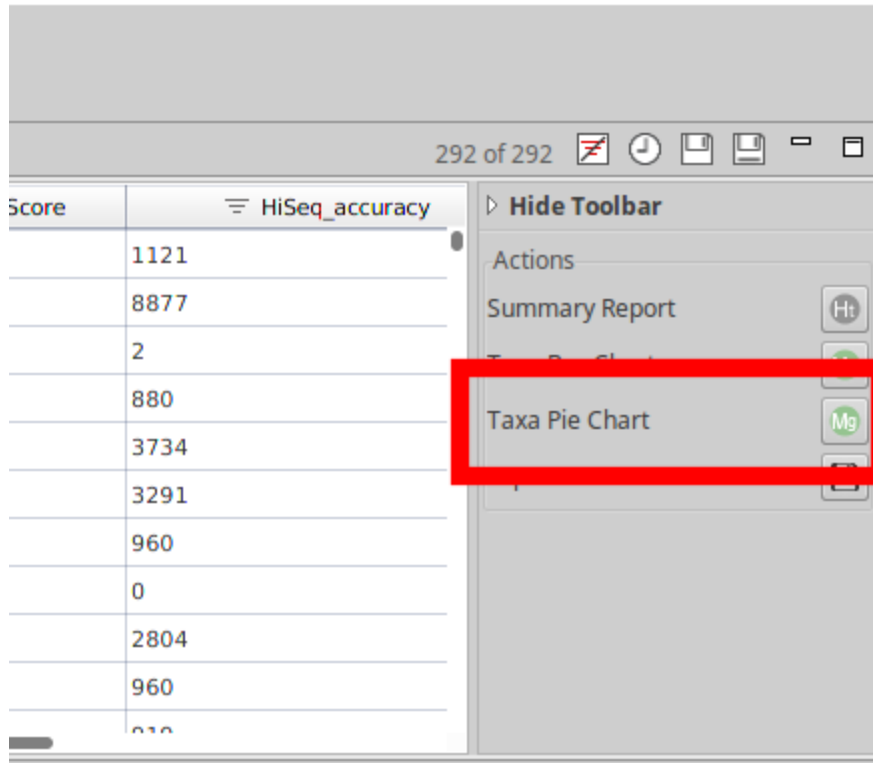 292 of 292
Score HiSeq_accuracy
Hide Toolbar
Actions
1121
8877
2
880
3734
3291
960
0
2804
960
Summary Report
Ht
Taxa Pie Chart
Mg